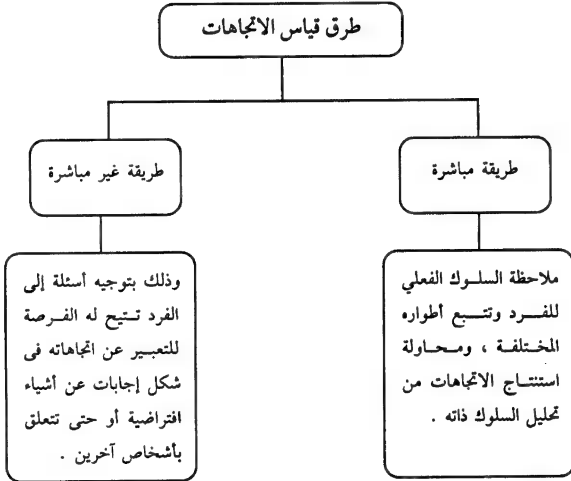 طرق قياس الاتجاهات
طريقة مباشرة
ملاحظة السلوك الفعلي
للفرد وتتبع أطواره
المختلفة ، ومحاولة
استنتاج الاتجاهات من
تحليل السلوك ذاته .
طريقة غير مباشرة
وذلك بتوجيه أسئلة إلى
الفرد تتيح له الفرصة
للتعبير عن اتجاهاته فى
شكل إجابات عن أشياء
افتراضية أو حتى تتعلق
بأشخاص آخرين .